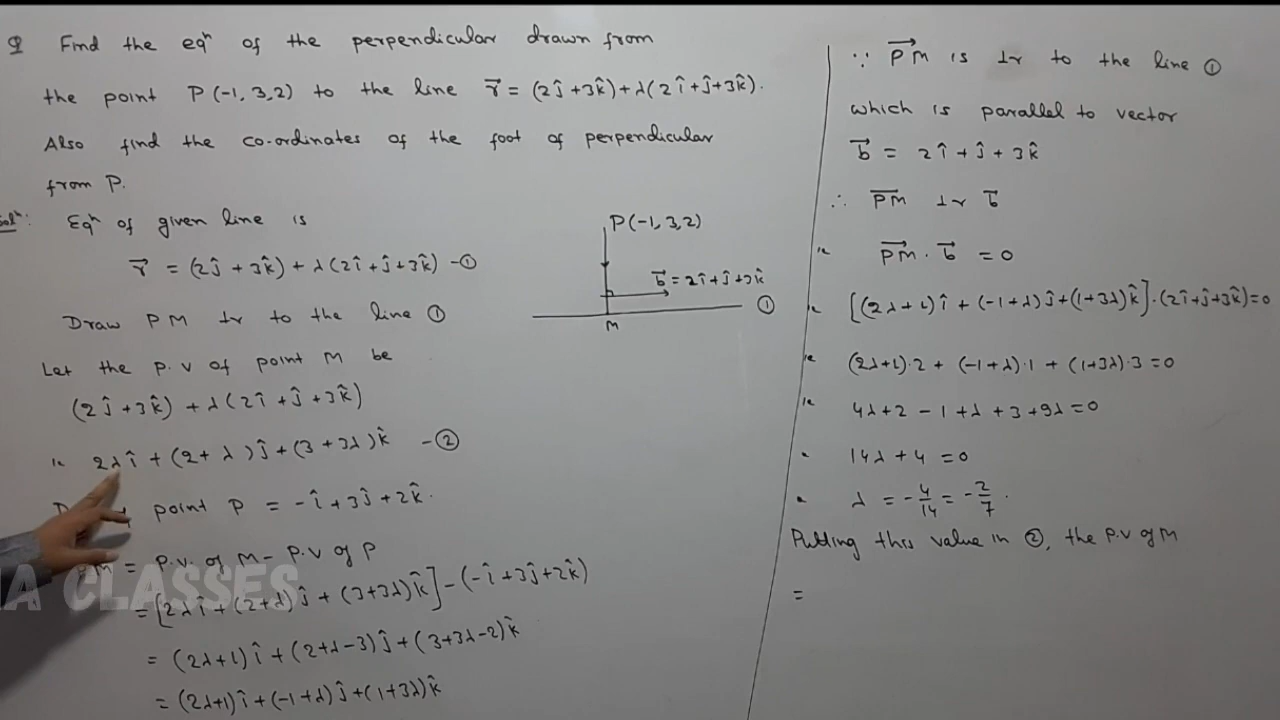 Q Find the eqⁿ of the perpendicular drawn from
the point P(-1, 3, 2) to the line r⃗ = (2ĵ+3k̂)+λ(2î+ĵ+3k̂).
Also find the co-ordinates of the foot of perpendicular
from P.
Solⁿ: Eqⁿ of given line is
r⃗ = (2ĵ+3k̂)+λ(2î+ĵ+3k̂) -①
Draw PM ⊥r to the line ①
Let the p.v of point M be
(2ĵ+3k̂)+λ(2î+ĵ+3k̂)
ie 2λî+(2+λ)ĵ+(3+3λ)k̂ -②
point P = -î+3ĵ+2k̂.
= p.v. of M - p.v of P
= [2λî+(2+λ)ĵ+(3+3λ)k̂]-(-î+3ĵ+2k̂)
= (2λ+1)î+(2+λ-3)ĵ+(3+3λ-2)k̂
= (2λ+1)î+(-1+λ)ĵ+(1+3λ)k̂
P(-1, 3, 2)
b⃗ = 2î+ĵ+3k̂
①
M
∵ PM⃗ is ⊥r to the line ①
which is parallel to vector
b⃗ = 2î+ĵ+3k̂
∴ PM⃗ ⊥r b⃗
ie PM⃗ . b⃗ = 0
ie [(2λ+1)î+(-1+λ)ĵ+(1+3λ)k̂].(2î+ĵ+3k̂)=0
ie (2λ+1).2+(-1+λ).1+(1+3λ).3=0
ie 4λ+2-1+λ+3+9λ=0
14λ+4=0
λ = -4/14 = -2/7.
Putting this value in ②, the p.v of M
=
A CLASSES